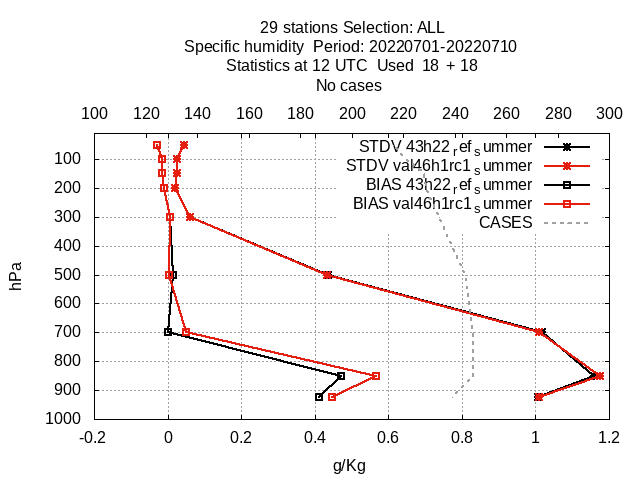 29 stations Selection: ALL
Specific humidity  Period: 20220701-20220710
Statistics at 12 UTC  Used  18  + 18
No cases
100 120 140 160 180 200 220 240 260 280 300
STDV 43h22_ref_summer
STDV val46h1rc1_summer
BIAS 43h22_ref_summer
BIAS val46h1rc1_summer
CASES
100
200
300
400
500
600
700
800
900
1000
hPa
-0.2 0 0.2 0.4 0.6 0.8 1 1.2
g/Kg